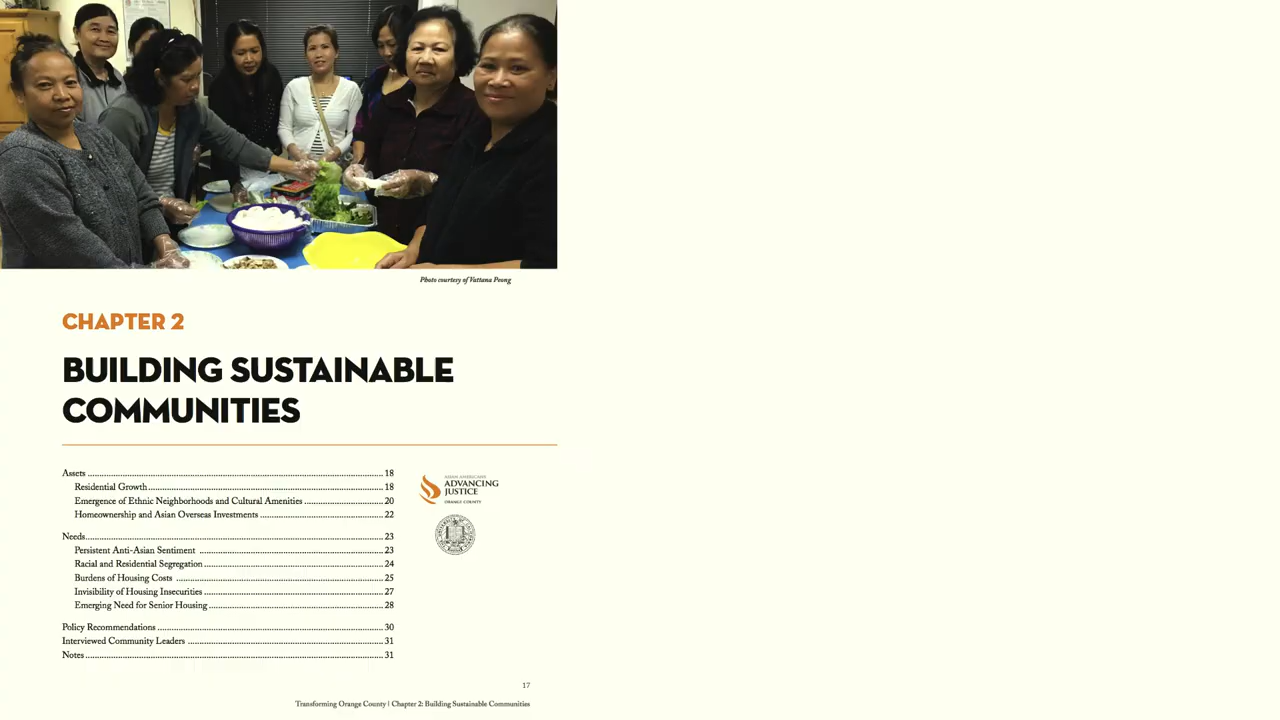 Photo courtesy of Vattana Peong
CHAPTER 2
BUILDING SUSTAINABLE
COMMUNITIES
Assets ........ 18
Residential Growth ........ 18
Emergence of Ethnic Neighborhoods and Cultural Amenities ........ 20
Homeownership and Asian Overseas Investments ........ 22
Needs ........ 23
Persistent Anti-Asian Sentiment ........ 23
Racial and Residential Segregation ........ 24
Burdens of Housing Costs ........ 25
Invisibility of Housing Insecurities ........ 27
Emerging Need for Senior Housing ........ 28
Policy Recommendations ........ 30
Interviewed Community Leaders ........ 31
Notes ........ 31
ASIAN AMERICANS
ADVANCING
JUSTICE
ORANGE COUNTY
17
Transforming Orange County | Chapter 2: Building Sustainable Communities